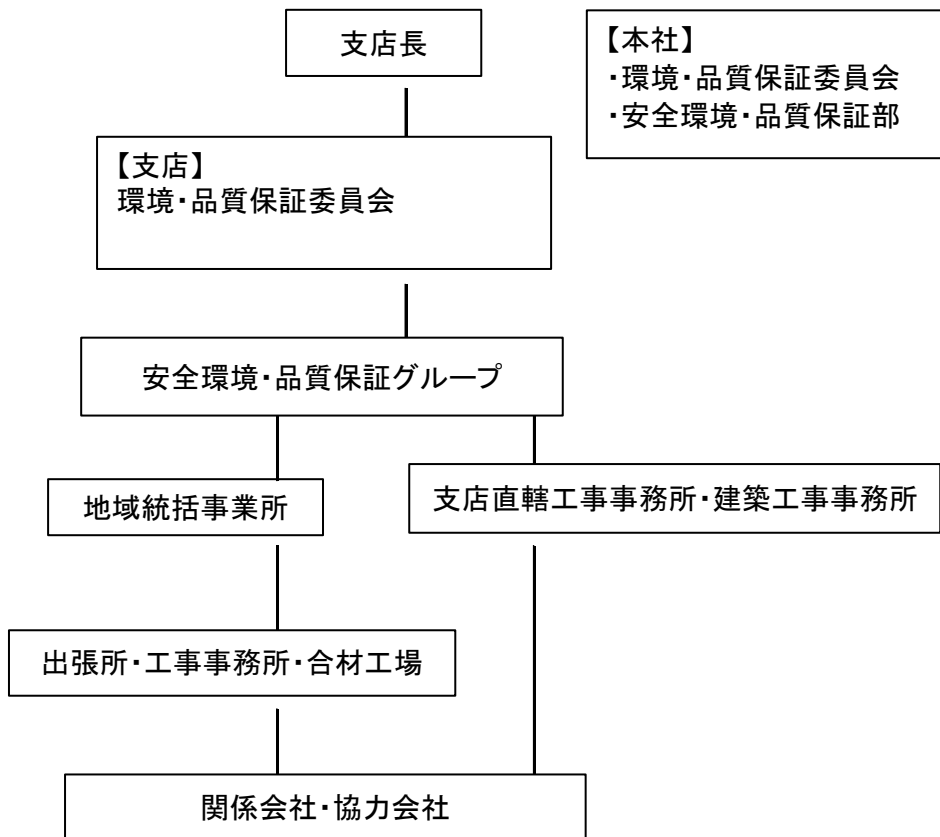 支店長
【本社】
・環境・品質保証委員会
・安全環境・品質保証部
【支店】
環境・品質保証委員会
安全環境・品質保証グループ
地域統括事業所
支店直轄工事事務所・建築工事事務所
出張所・工事事務所・合材工場
関係会社・協力会社